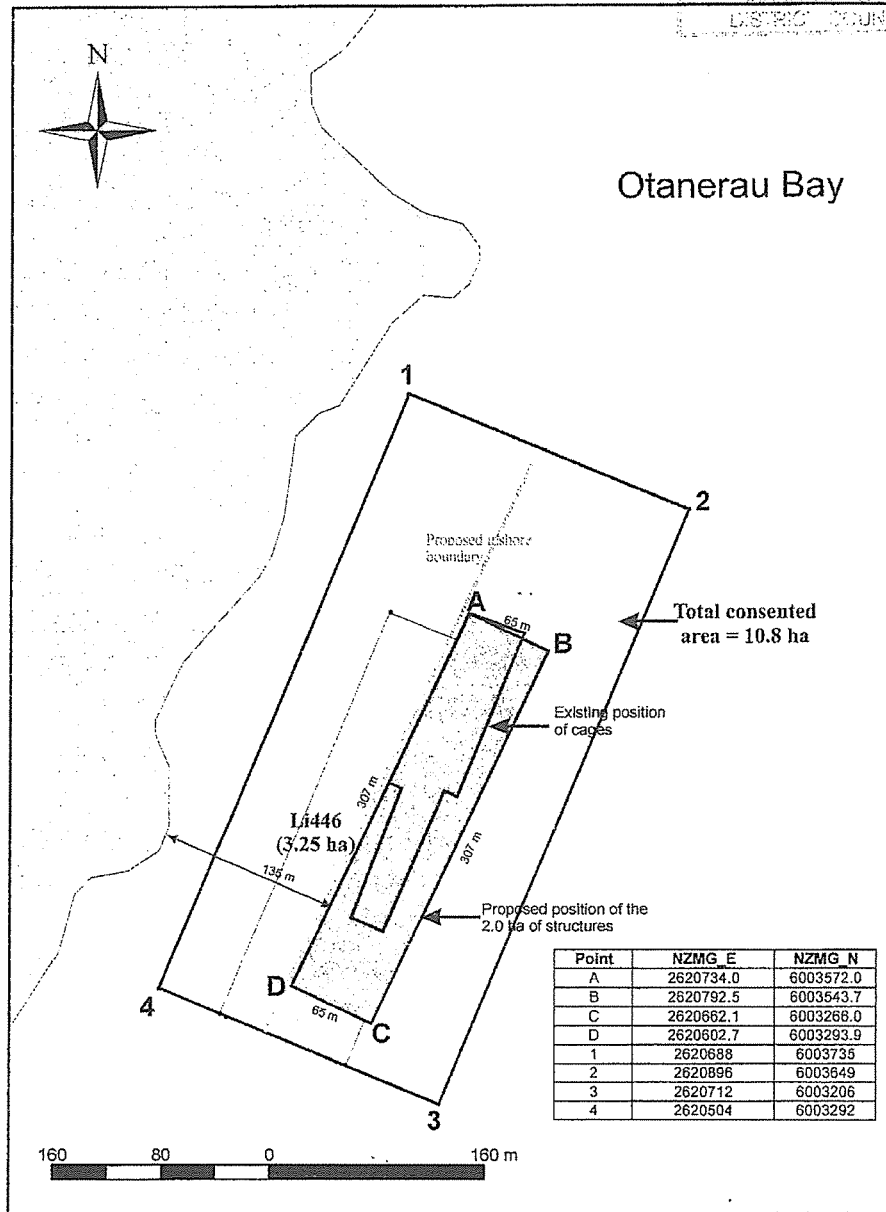 N
Otanerau Bay
1
2
Proposed inshore
boundary
A
65 m
B
Total consented
area = 10.8 ha
Existing position
of cages
307 m
Li446
(3.25 ha)
307 m
135 m
Proposed position of the
2.0 ha of structures
D
4
65 m
C
3
Point NZMG_E NZMG_N
A 2620734.0 6003572.0
B 2620792.5 6003543.7
C 2620662.1 6003266.0
D 2620602.7 6003293.9
1 2620688 6003735
2 2620896 6003649
3 2620712 6003206
4 2620504 6003292
160 80 0 160 m